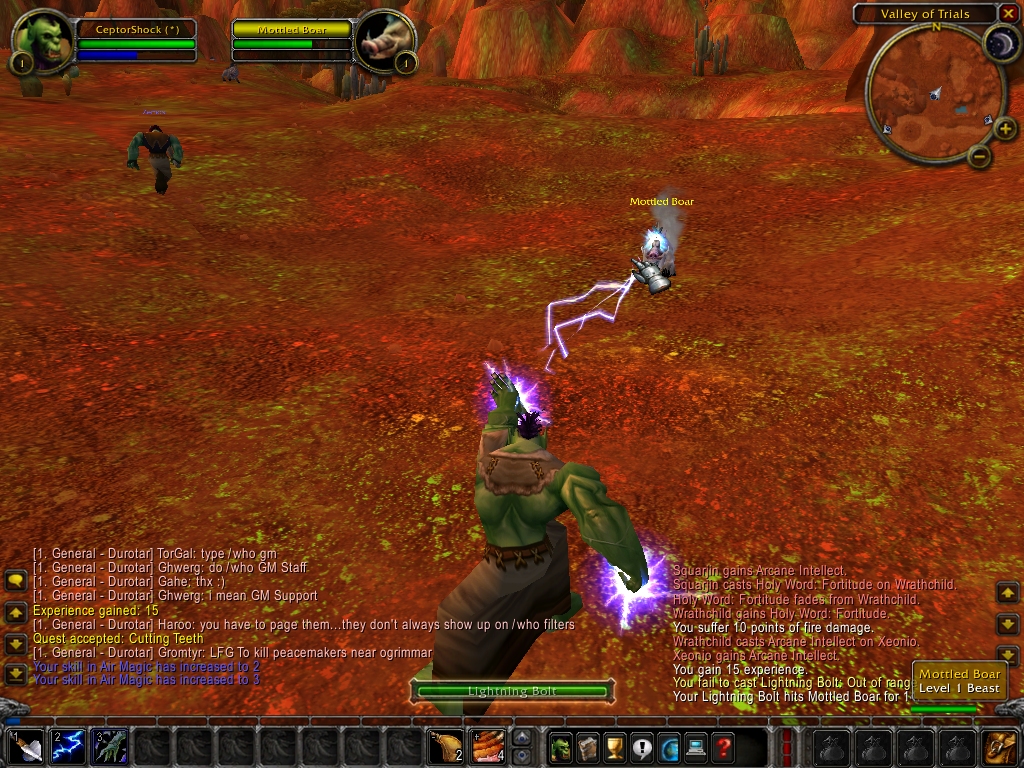 CeptorShock (*)
Mottled Boar
Valley of Trials
N
1
1
Mottled Boar
[1. General - Durotar] TorGal: type /who gm
[1. General - Durotar] Ghwerg: do /who GM Staff
[1. General - Durotar] Gahe: thx :)
[1. General - Durotar] Ghwerg: I mean GM Support
Experience gained: 15
[1. General - Durotar] Haroo: you have to page them...they don't always show up on /who filters
Quest accepted: Cutting Teeth
[1. General - Durotar] Gromtyr: LFG To kill peacemakers near ogrimmar
Your skill in Air Magic has increased to 2
Your skill in Air Magic has increased to 3
Squariin gains Arcane Intellect.
Squariin casts Holy Word: Fortitude on Wrathchild.
Holy Word: Fortitude fades from Wrathchild.
Wrathchild gains Holy Word: Fortitude.
You suffer 10 points of fire damage.
Wrathchild casts Arcane Intellect on Xeonio.
Xeonio gains Arcane Intellect.
You gain 15 experience.
You fail to cast Lightning Bolt: Out of rang
Your Lightning Bolt hits Mottled Boar for 1
Mottled Boar
Level 1 Beast
Lightning Bolt
1
2
3
2
4